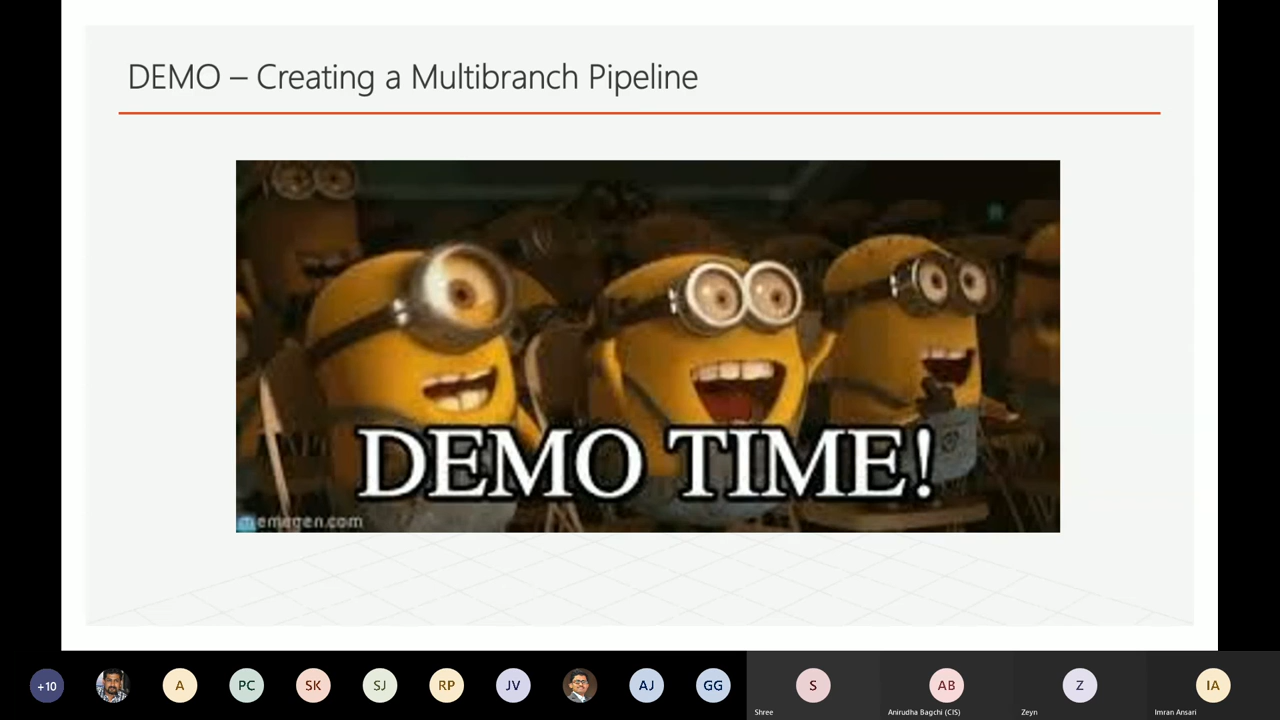 DEMO – Creating a Multibranch Pipeline
DEMO TIME!
memegen.com
+10
A
PC
SK
SJ
RP
JV
AJ
GG
S
AB
Z
IA
Shree
Anirudha Bagchi (CIS)
Zeyn
Imran Ansari